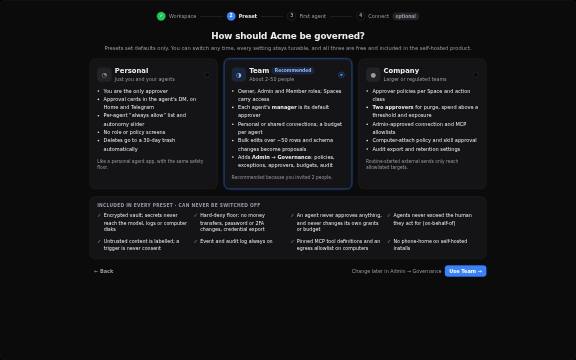 ✓ Workspace 2 Preset 3 First agent 4 Connect optional
How should Acme be governed?
Presets set defaults only. You can switch any time, every setting stays tunable, and all three are free and included in the self-hosted product.
Personal
Just you and your agents
• You are the only approver
• Approval cards in the agent's DM, on
Home and Telegram
• Per-agent "always allow" list and
autonomy slider
• No role or policy screens
• Deletes go to a 30-day trash
automatically
Like a personal agent app, with the same safety
floor.
Team Recommended
About 2-50 people
• Owner, Admin and Member roles; Spaces
carry access
• Each agent's manager is its default
approver
• Personal or shared connections; a budget
per agent
• Bulk edits over ~50 rows and schema
changes become proposals
• Adds Admin → Governance: policies,
exceptions, approvers, budgets, audit
Recommended because you invited 2 people.
Company
Larger or regulated teams
• Approver policies per Space and action
class
• Two approvers for purge, spend above a
threshold and exposure
• Admin-approved connection and MCP
allowlists
• Computer-attach policy and skill approval
• Audit export and retention settings
Routine-started external sends only reach
allowlisted targets.
INCLUDED IN EVERY PRESET · CAN NEVER BE SWITCHED OFF
✓ Encrypted vault; secrets never
reach the model, logs or computer
disks
✓ Hard-deny floor: no money
transfers, password or 2FA
changes, credential export
✓ An agent never approves anything,
and never changes its own grants
or budget
✓ Agents never exceed the human
they act for (on-behalf-of)
✓ Untrusted content is labelled; a
trigger is never consent
✓ Event and audit log always on
✓ Pinned MCP tool definitions and an
egress allowlist on computers
✓ No phone-home on self-hosted
installs
← Back
Change later in Admin → Governance
Use Team →